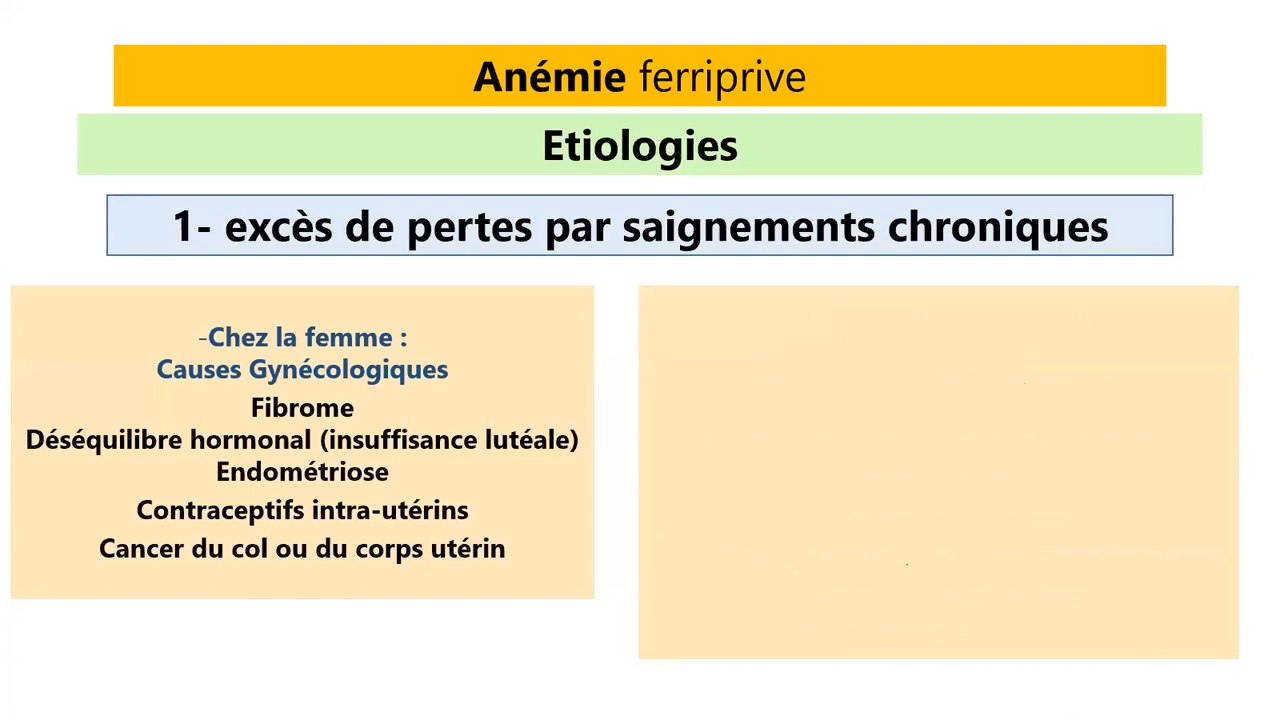 Anémie ferriprive
Etiologies
1- excès de pertes par saignements chroniques
-Chez la femme :
Causes Gynécologiques
Fibrome
Déséquilibre hormonal (insuffisance lutéale)
Endométriose
Contraceptifs intra-utérins
Cancer du col ou du corps utérin